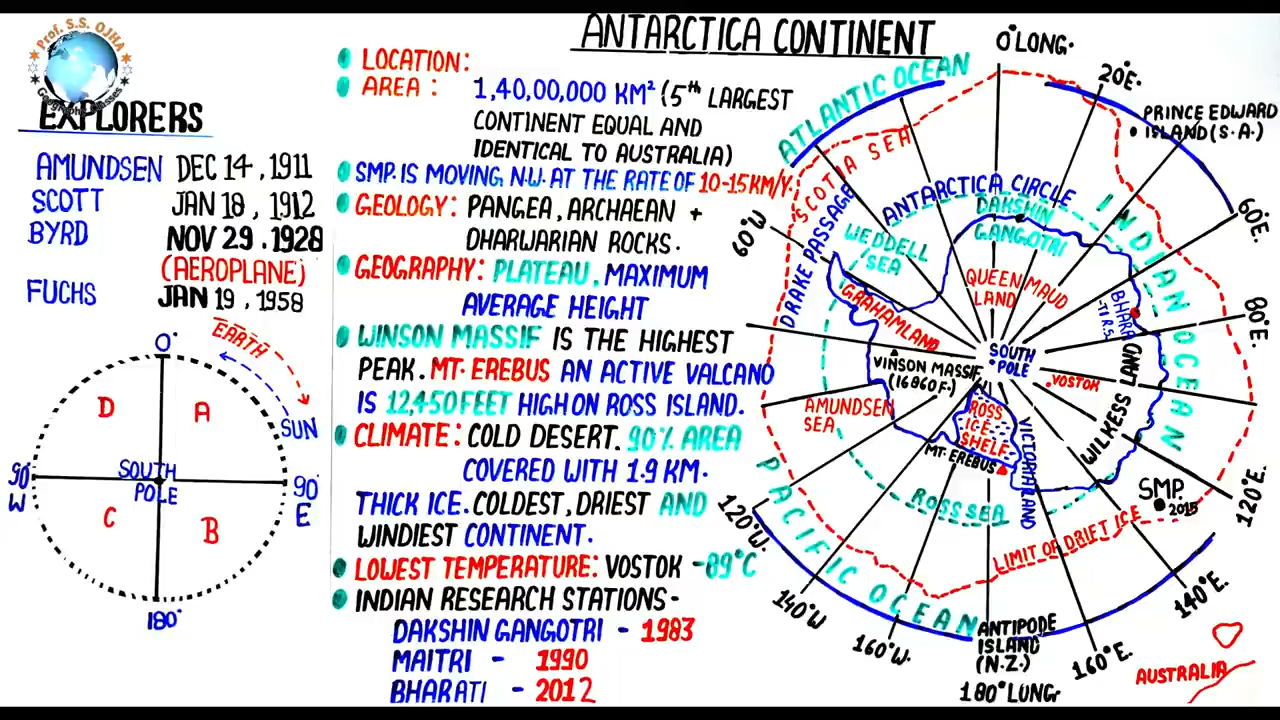 Prof. S.S. OJHA
Geography Classes
ANTARCTICA CONTINENT
EXPLORERS
AMUNDSEN DEC 14, 1911
SCOTT JAN 18, 1912
BYRD NOV 29. 1928
(AEROPLANE)
FUCHS JAN 19, 1958
EARTH
SUN
0°
D A
90° W
SOUTH
POLE
90° E
C B
180°
LOCATION:
AREA : 1,40,00,000 KM² (5th LARGEST
CONTINENT EQUAL AND
IDENTICAL TO AUSTRALIA)
SMP. IS MOVING N.W. AT THE RATE OF 10-15KM/Y.
GEOLOGY: PANGEA, ARCHAEAN +
DHARWARIAN ROCKS.
GEOGRAPHY: PLATEAU, MAXIMUM
AVERAGE HEIGHT
WINSON MASSIF IS THE HIGHEST
PEAK. MT. EREBUS AN ACTIVE VALCANO
IS 12,450 FEET HIGH ON ROSS ISLAND.
CLIMATE: COLD DESERT. 90% AREA
COVERED WITH 1.9 KM.
THICK ICE. COLDEST, DRIEST AND
WINDIEST CONTINENT.
LOWEST TEMPERATURE: VOSTOK -89°C
INDIAN RESEARCH STATIONS-
DAKSHIN GANGOTRI - 1983
MAITRI - 1990
BHARATI - 2012
0° LONG.
20°E.
PRINCE EDWARD
ISLAND (S.A.)
ATLANTIC OCEAN
SCOTIA SEA
DRAKE PASSAGE
ANTARCTICA CIRCLE
DAKSHIN
GANGOTRI
WEDDELL
SEA
INDIAN OCEAN
60°W
60°E.
QUEEN MAUD
LAND
GRAHAMLAND
BHARA
-TI R.S.
80°E.
SOUTH
POLE
VINSON MASSIF
(16860 F.)
VOSTOK
WILKESS LAND
AMUNDSEN
SEA
ROSS
ICE
SHELF
MT. EREBUS
VICTORIA LAND
ROSS SEA
SMP.
2015
120°E.
120°W.
LIMIT OF DRIFT ICE
PACIFIC OCEAN
140°W
140°E.
160°W.
ANTIPODE
ISLAND
(N.Z.)
160°E.
180° LUNG.
AUSTRALIA